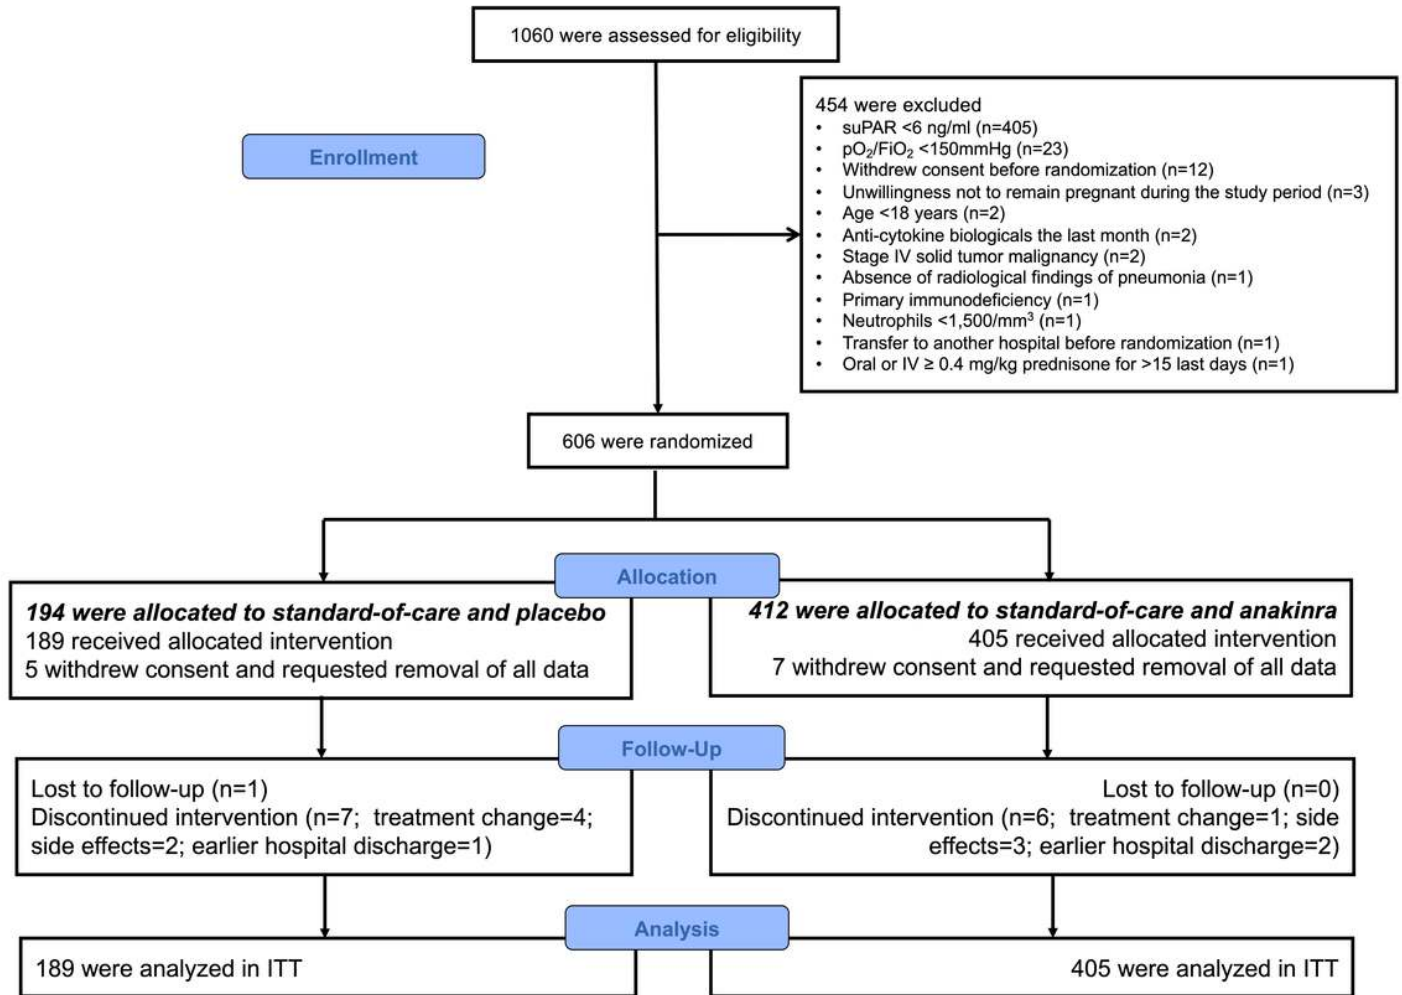 1060 were assessed for eligibility
454 were excluded
• suPAR <6 ng/ml (n=405)
• pO₂/FiO₂ <150mmHg (n=23)
• Withdrew consent before randomization (n=12)
• Unwillingness not to remain pregnant during the study period (n=3)
• Age <18 years (n=2)
• Anti-cytokine biologicals the last month (n=2)
• Stage IV solid tumor malignancy (n=2)
• Absence of radiological findings of pneumonia (n=1)
• Primary immunodeficiency (n=1)
• Neutrophils <1,500/mm³ (n=1)
• Transfer to another hospital before randomization (n=1)
• Oral or IV ≥ 0.4 mg/kg prednisone for >15 last days (n=1)
Enrollment
606 were randomized
Allocation
194 were allocated to standard-of-care and placebo
189 received allocated intervention
5 withdrew consent and requested removal of all data
412 were allocated to standard-of-care and anakinra
405 received allocated intervention
7 withdrew consent and requested removal of all data
Follow-Up
Lost to follow-up (n=1)
Discontinued intervention (n=7; treatment change=4;
side effects=2; earlier hospital discharge=1)
Lost to follow-up (n=0)
Discontinued intervention (n=6; treatment change=1; side
effects=3; earlier hospital discharge=2)
Analysis
189 were analyzed in ITT
405 were analyzed in ITT